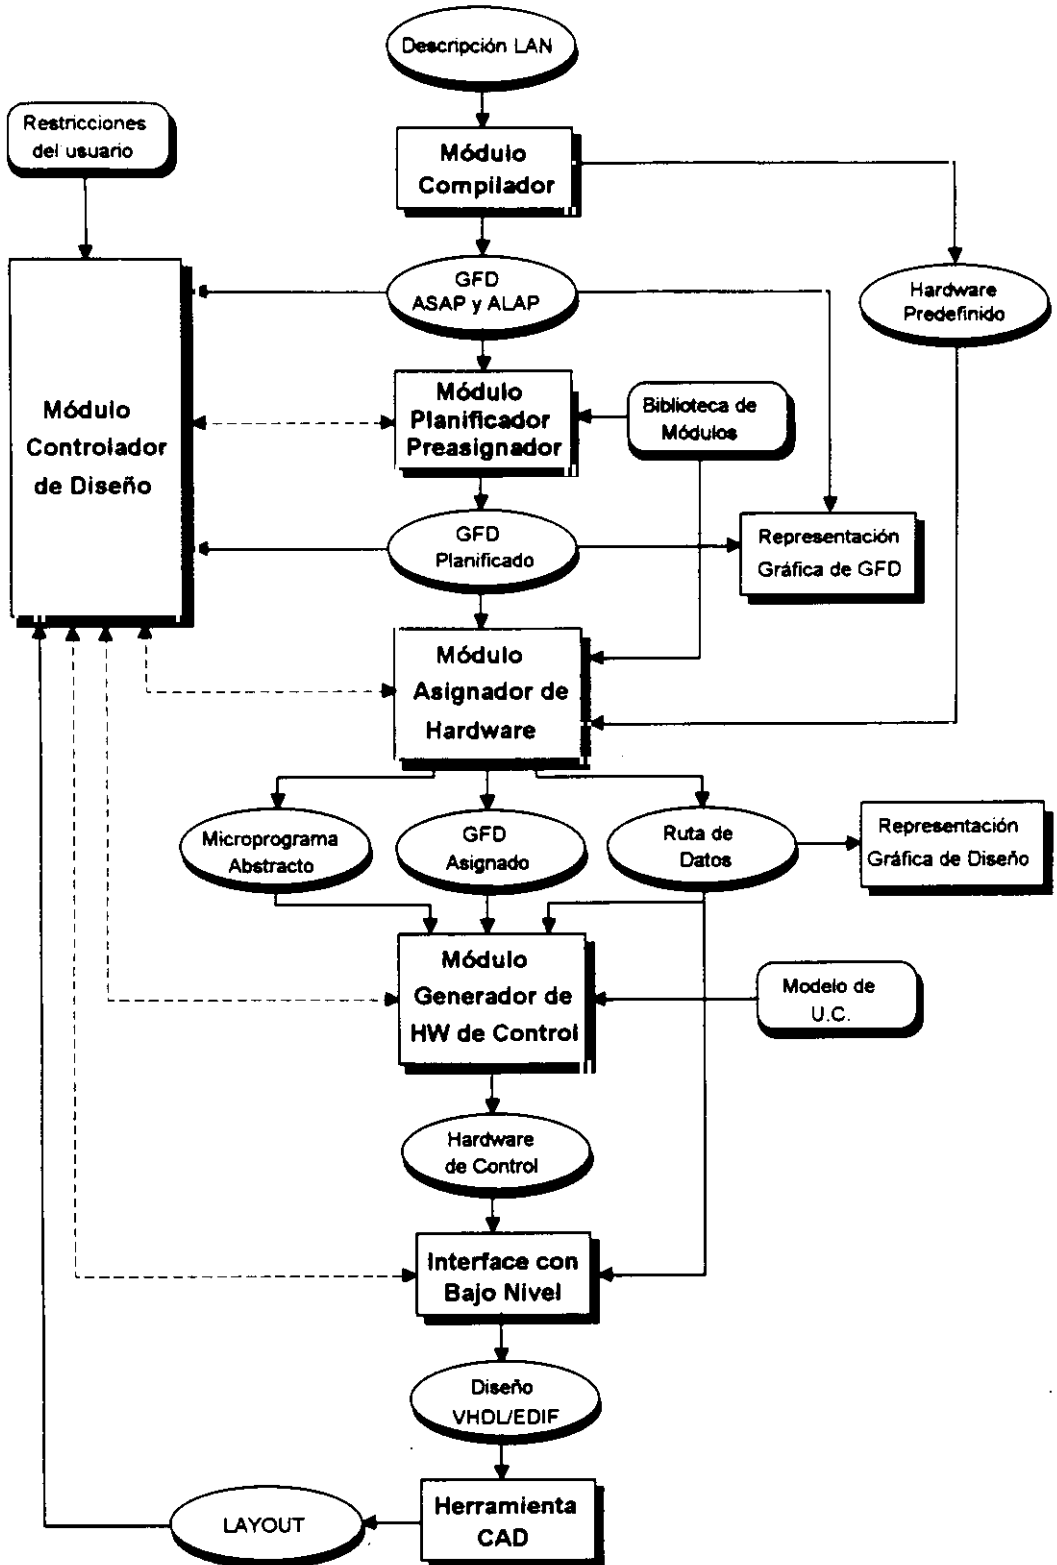 Descripción LAN
Restricciones
del usuario
Módulo
Compilador
GFD
ASAP y ALAP
Hardware
Predefinido
Módulo
Controlador
de Diseño
Módulo
Planificador
Preasignador
Biblioteca de
Módulos
GFD
Planificado
Representación
Gráfica de GFD
Módulo
Asignador de
Hardware
Microprograma
Abstracto
GFD
Asignado
Ruta de
Datos
Representación
Gráfica de Diseño
Módulo
Generador de
HW de Control
Modelo de
U.C.
Hardware
de Control
Interface con
Bajo Nivel
Diseño
VHDL/EDIF
Herramienta
CAD
LAYOUT